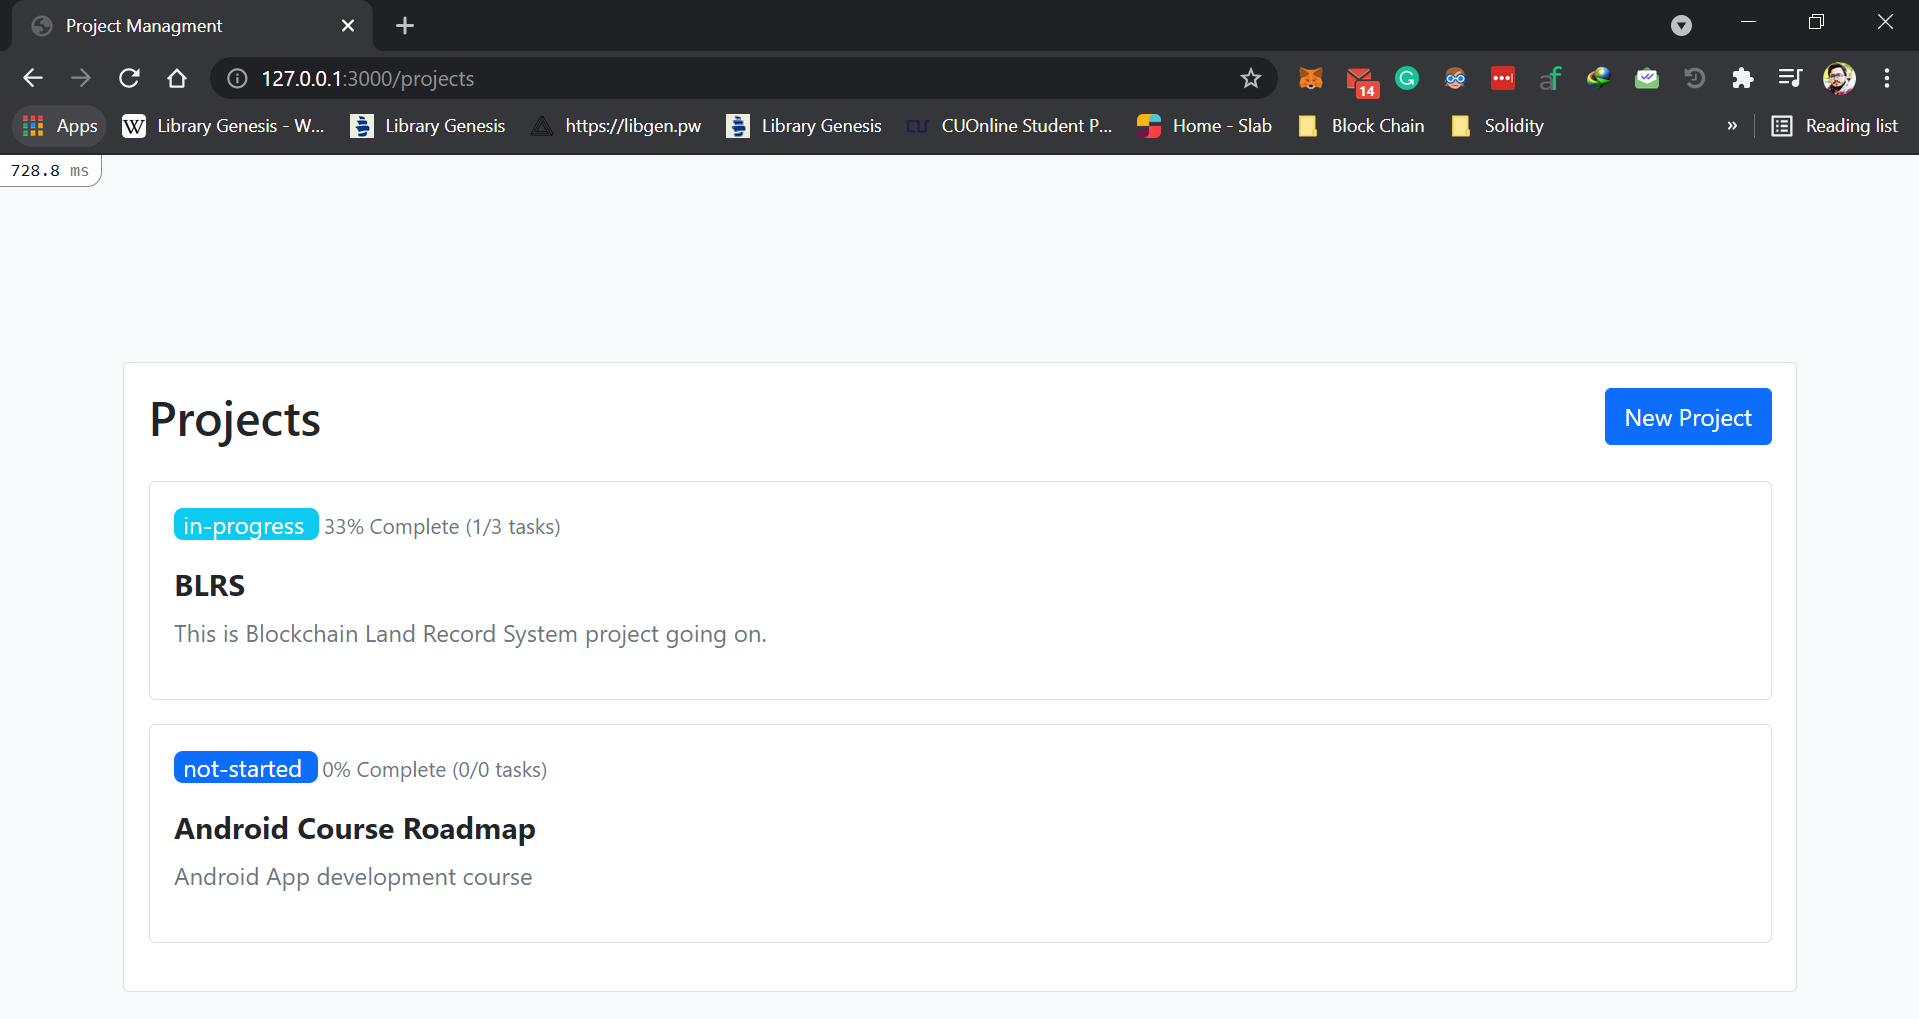 Project Managment
127.0.0.1:3000/projects
14
Apps
Library Genesis - W...
Library Genesis
https://libgen.pw
Library Genesis
CUOnline Student P...
Home - Slab
Block Chain
Solidity
»
Reading list
728.8 ms
Projects
New Project
in-progress 33% Complete (1/3 tasks)
BLRS
This is Blockchain Land Record System project going on.
not-started 0% Complete (0/0 tasks)
Android Course Roadmap
Android App development course